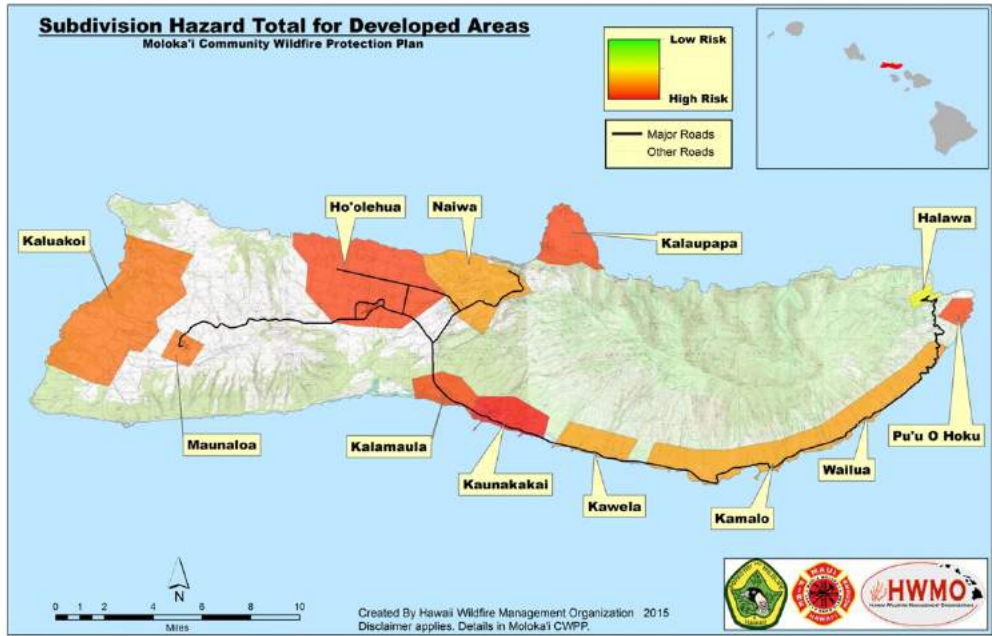 Subdivision Hazard Total for Developed Areas
Moloka'i Community Wildfire Protection Plan
Low Risk
High Risk
Major Roads
Other Roads
Ho'olehua
Naiwa
Halawa
Kaluakoi
Kalaupapa
Maunaloa
Kalamaula
Pu'u O Hoku
Kaunakakai
Wailua
Kawela
Kamalo
N
0 1 2 4 6 8 10
Miles
Created By Hawaii Wildfire Management Organization 2015
Disclaimer applies. Details in Moloka'i CWPP.
MAUI
HAWAII
HWMO